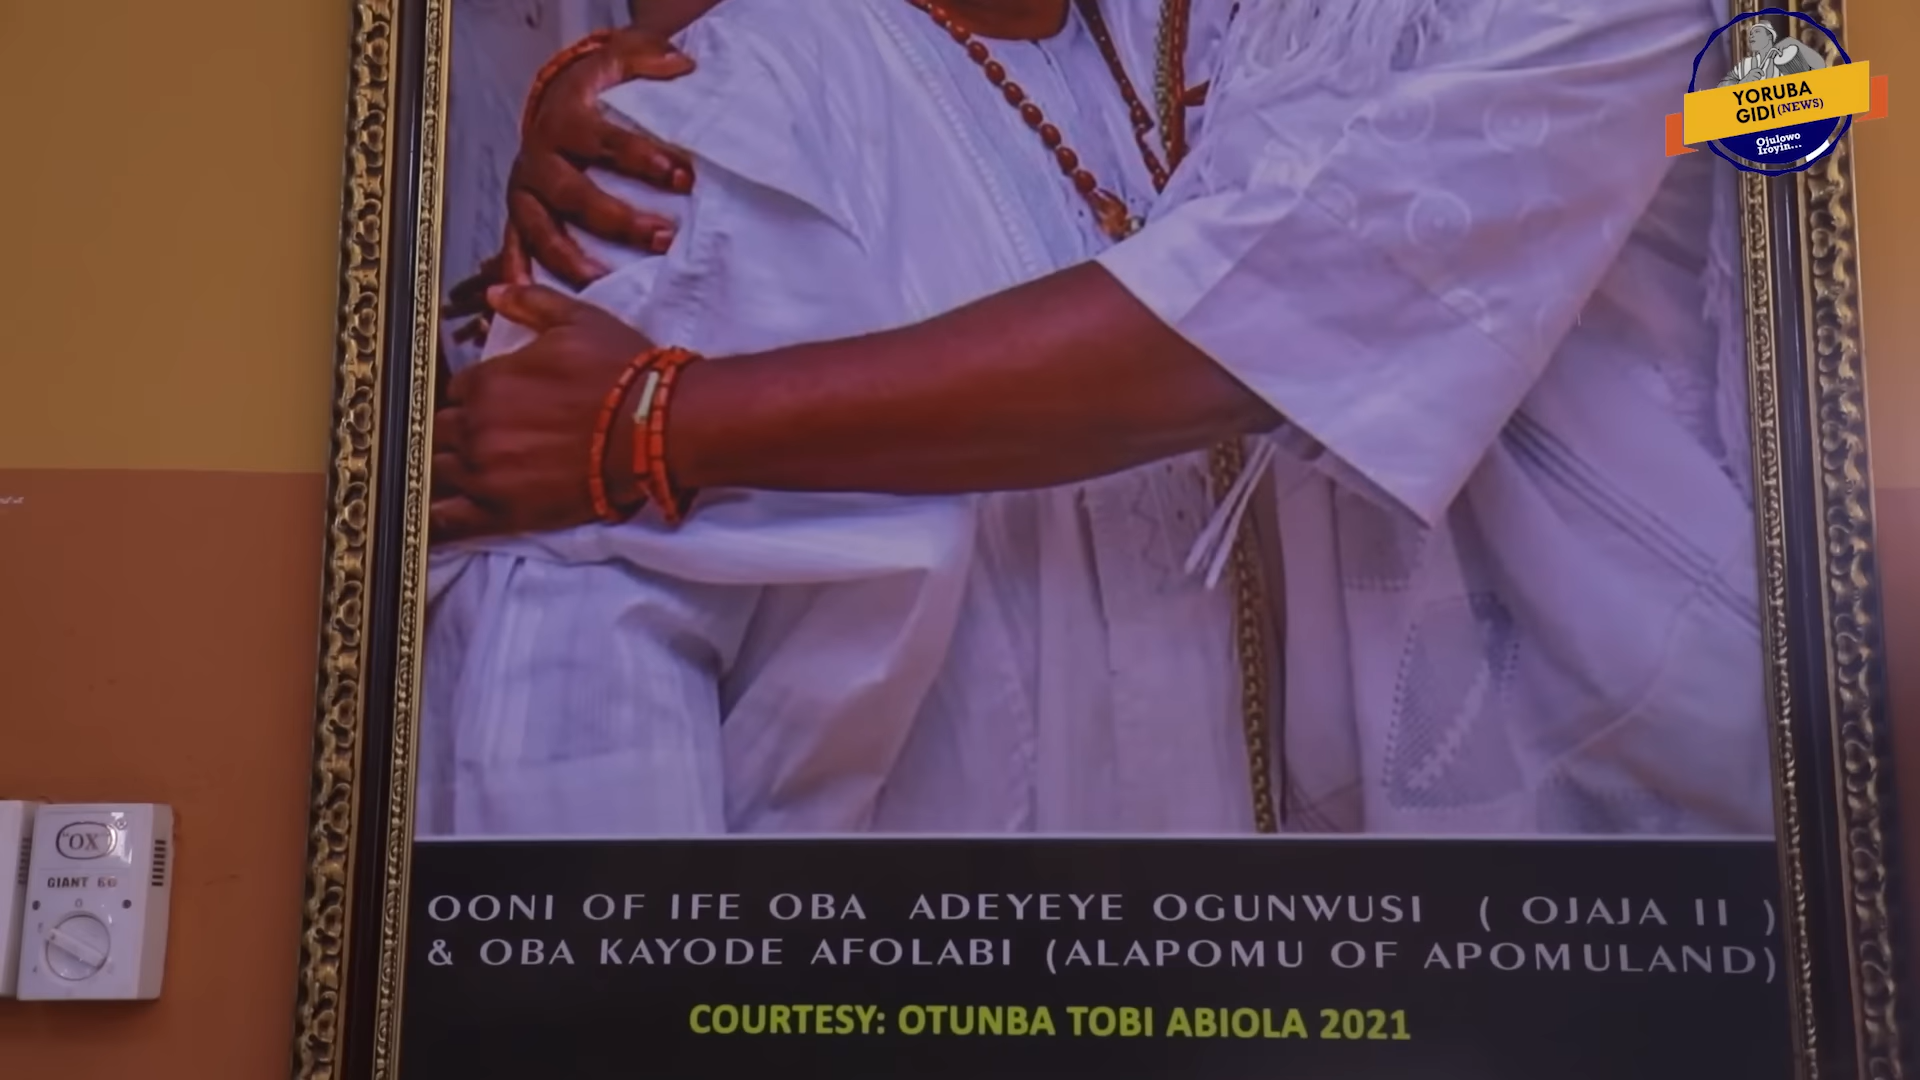 YORUBA
GIDI (NEWS)
Ojulowo
Iroyin...
OX
GIANT 60
OONI OF IFE OBA ADEYEYE OGUNWUSI ( OJAJA II )
& OBA KAYODE AFOLABI (ALAPOMU OF APOMULAND)
COURTESY: OTUNBA TOBI ABIOLA 2021